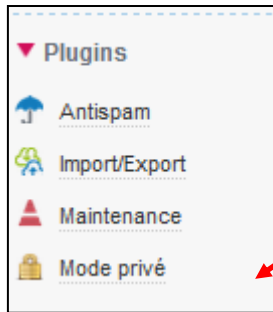 Plugins
Antispam
Import/Export
Maintenance
Mode privé